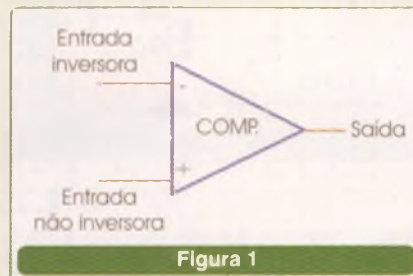 Entrada
inversora
-
COMP.
Saída
+
Entrada
não inversora
Figura 1